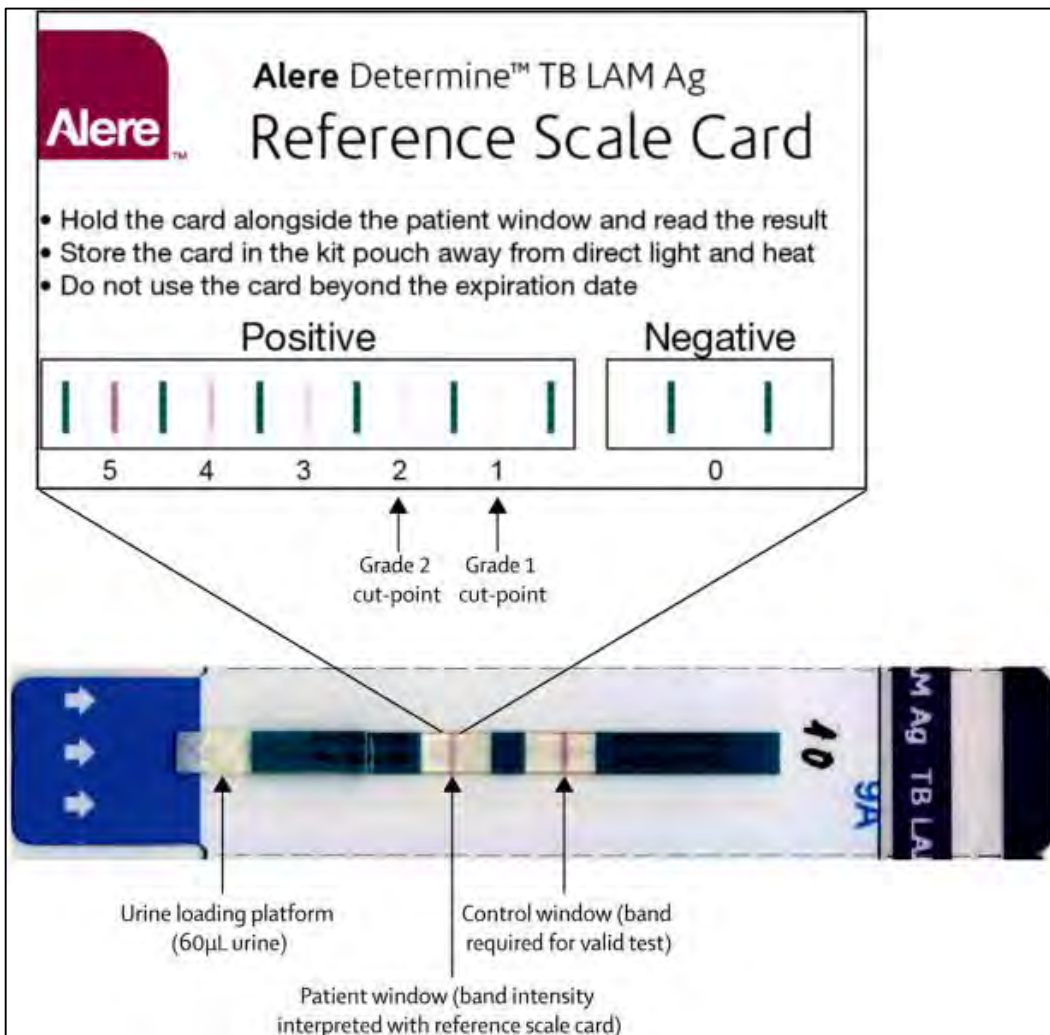 Alere™
Alere Determine™ TB LAM Ag
Reference Scale Card
• Hold the card alongside the patient window and read the result
• Store the card in the kit pouch away from direct light and heat
• Do not use the card beyond the expiration date
Positive Negative
5 4 3 2 1 0
Grade 2 Grade 1
cut-point cut-point
10
9A
M Ag TB LA
Urine loading platform
(60µL urine)
Control window (band
required for valid test)
Patient window (band intensity
interpreted with reference scale card)